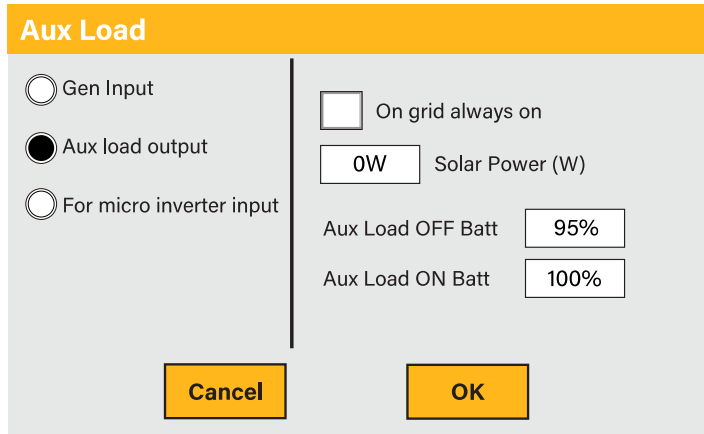 Aux Load
Gen Input
Aux load output
For micro inverter input
On grid always on
0W Solar Power (W)
Aux Load OFF Batt 95%
Aux Load ON Batt 100%
Cancel OK